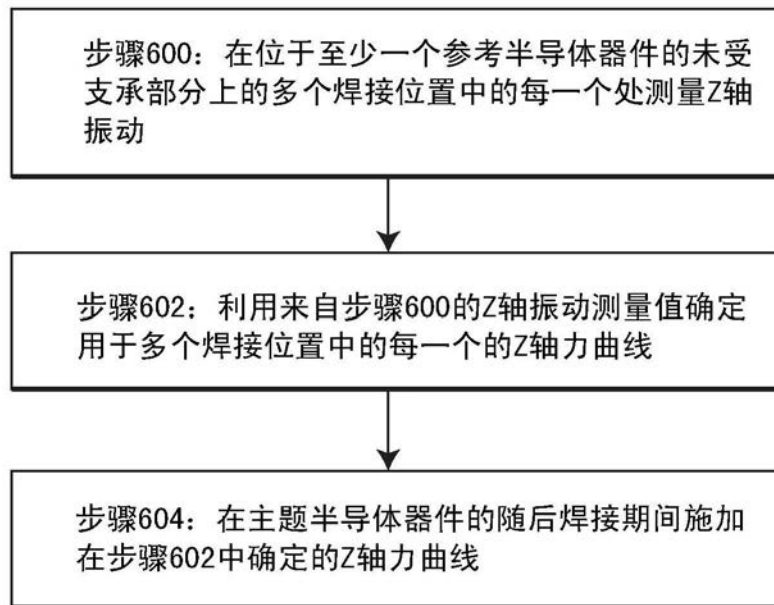 步骤600：在位于至少一个参考半导体器件的未受
支承部分上的多个焊接位置中的每一个处测量Z轴
振动
步骤602：利用来自步骤600的Z轴振动测量值确定
用于多个焊接位置中的每一个的Z轴力曲线
步骤604：在主题半导体器件的随后焊接期间施加
在步骤602中确定的Z轴力曲线